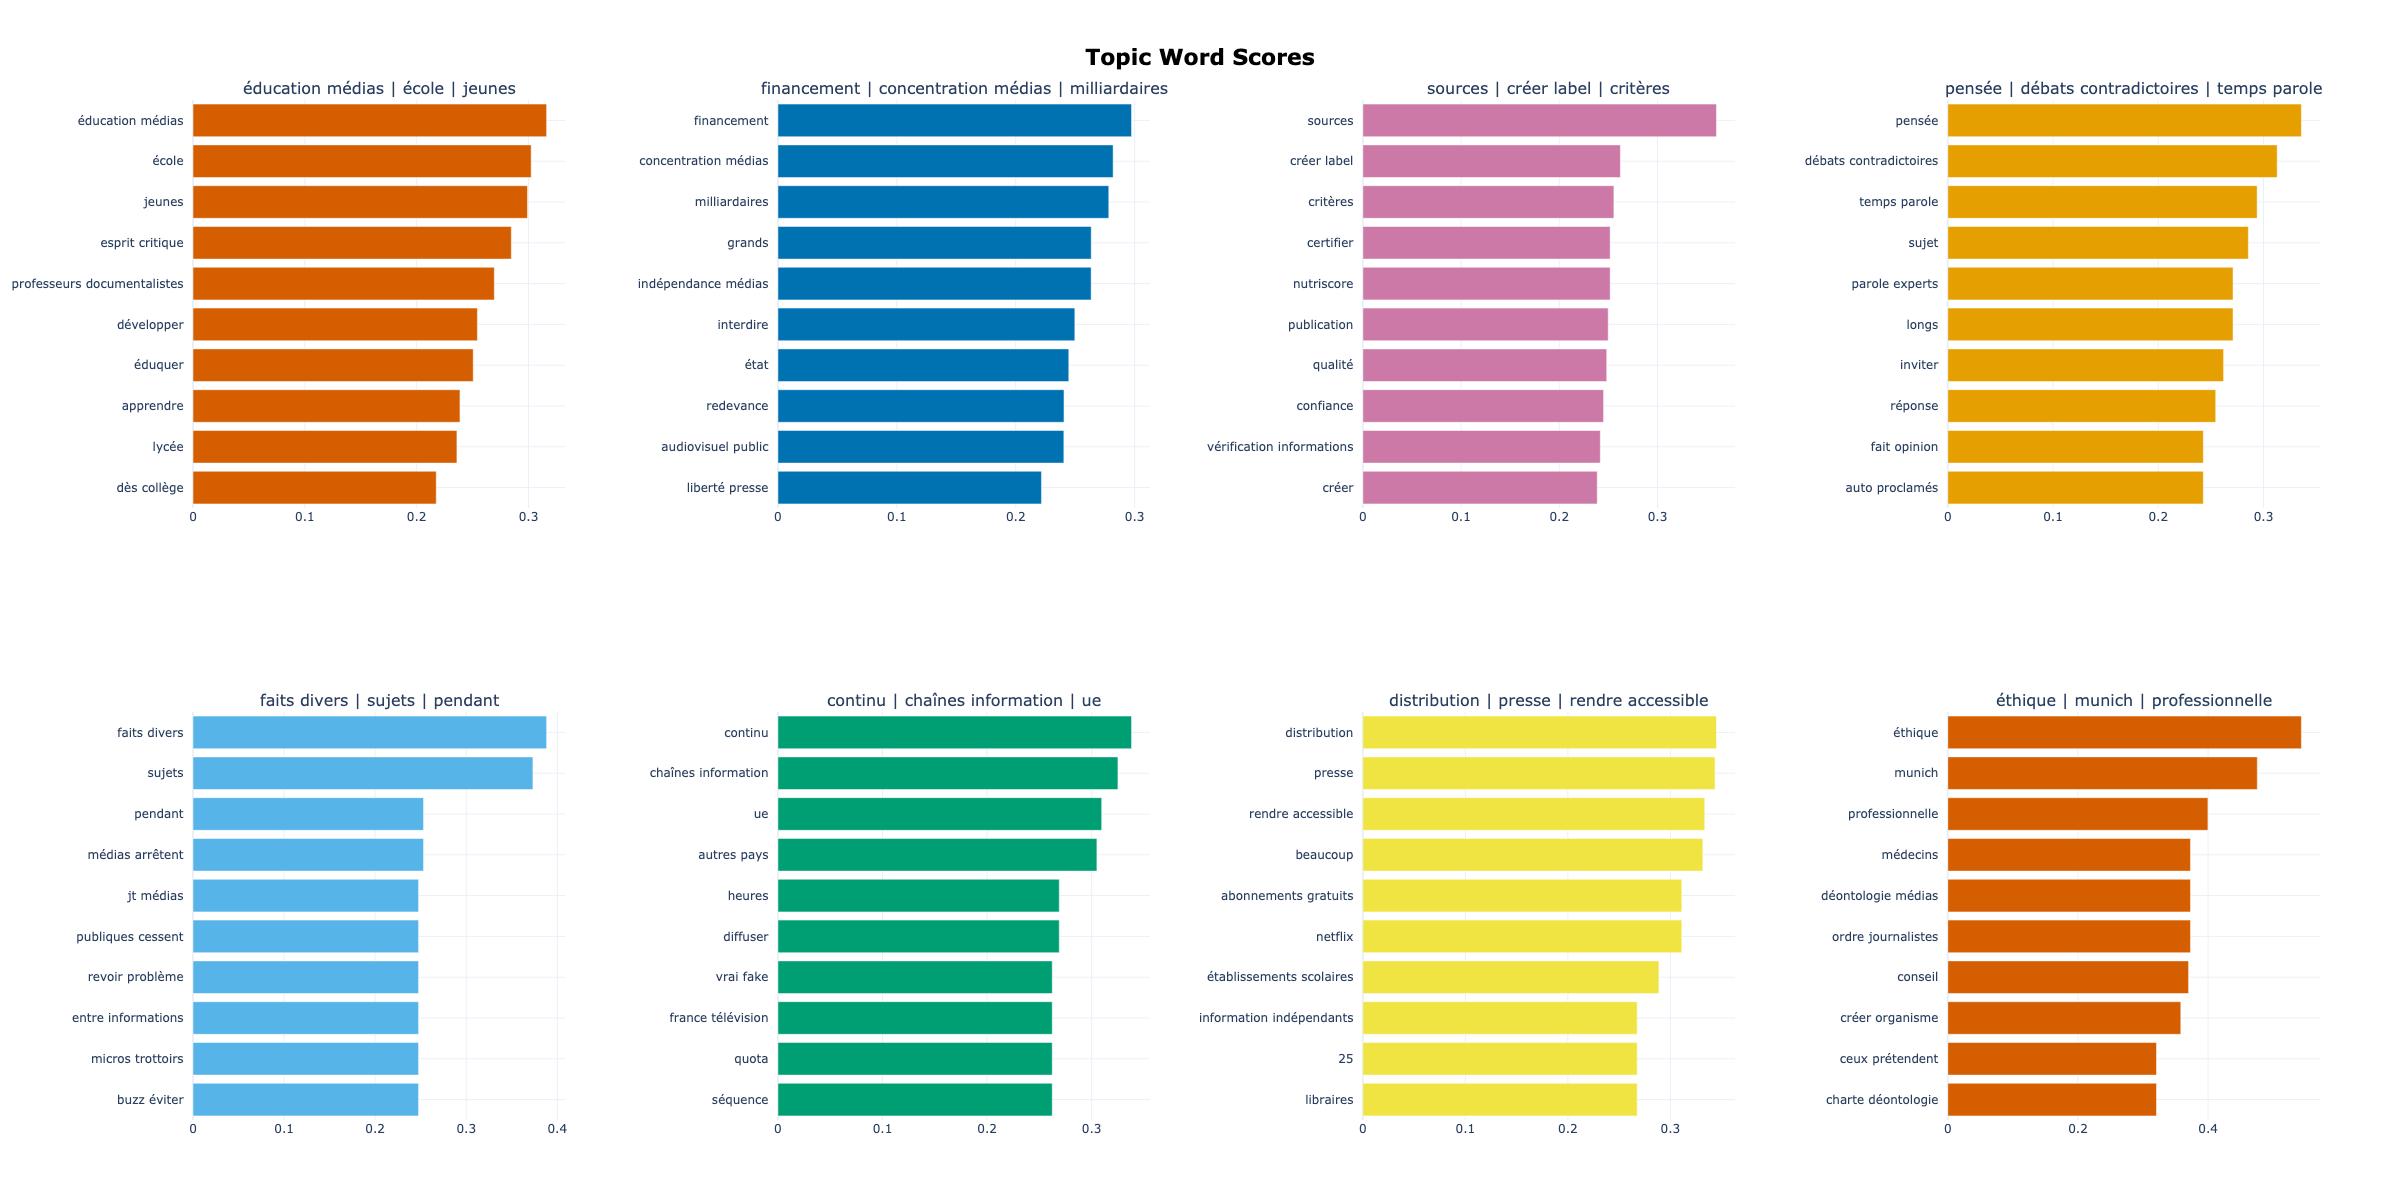 Topic Word Scores
éducation médias | école | jeunes
éducation médias
école
jeunes
esprit critique
professeurs documentalistes
développer
éduquer
apprendre
lycée
dès collège
0 0.1 0.2 0.3
financement | concentration médias | milliardaires
financement
concentration médias
milliardaires
grands
indépendance médias
interdire
état
redevance
audiovisuel public
liberté presse
0 0.1 0.2 0.3
sources | créer label | critères
sources
créer label
critères
certifier
nutriscore
publication
qualité
confiance
vérification informations
créer
0 0.1 0.2 0.3
pensée | débats contradictoires | temps parole
pensée
débats contradictoires
temps parole
sujet
parole experts
longs
inviter
réponse
fait opinion
auto proclamés
0 0.1 0.2 0.3
faits divers | sujets | pendant
faits divers
sujets
pendant
médias arrêtent
jt médias
publiques cessent
revoir problème
entre informations
micros trottoirs
buzz éviter
0 0.1 0.2 0.3 0.4
continu | chaînes information | ue
continu
chaînes information
ue
autres pays
heures
diffuser
vrai fake
france télévision
quota
séquence
0 0.1 0.2 0.3
distribution | presse | rendre accessible
distribution
presse
rendre accessible
beaucoup
abonnements gratuits
netflix
établissements scolaires
information indépendants
25
libraires
0 0.1 0.2 0.3
éthique | munich | professionnelle
éthique
munich
professionnelle
médecins
déontologie médias
ordre journalistes
conseil
créer organisme
ceux prétendent
charte déontologie
0 0.2 0.4